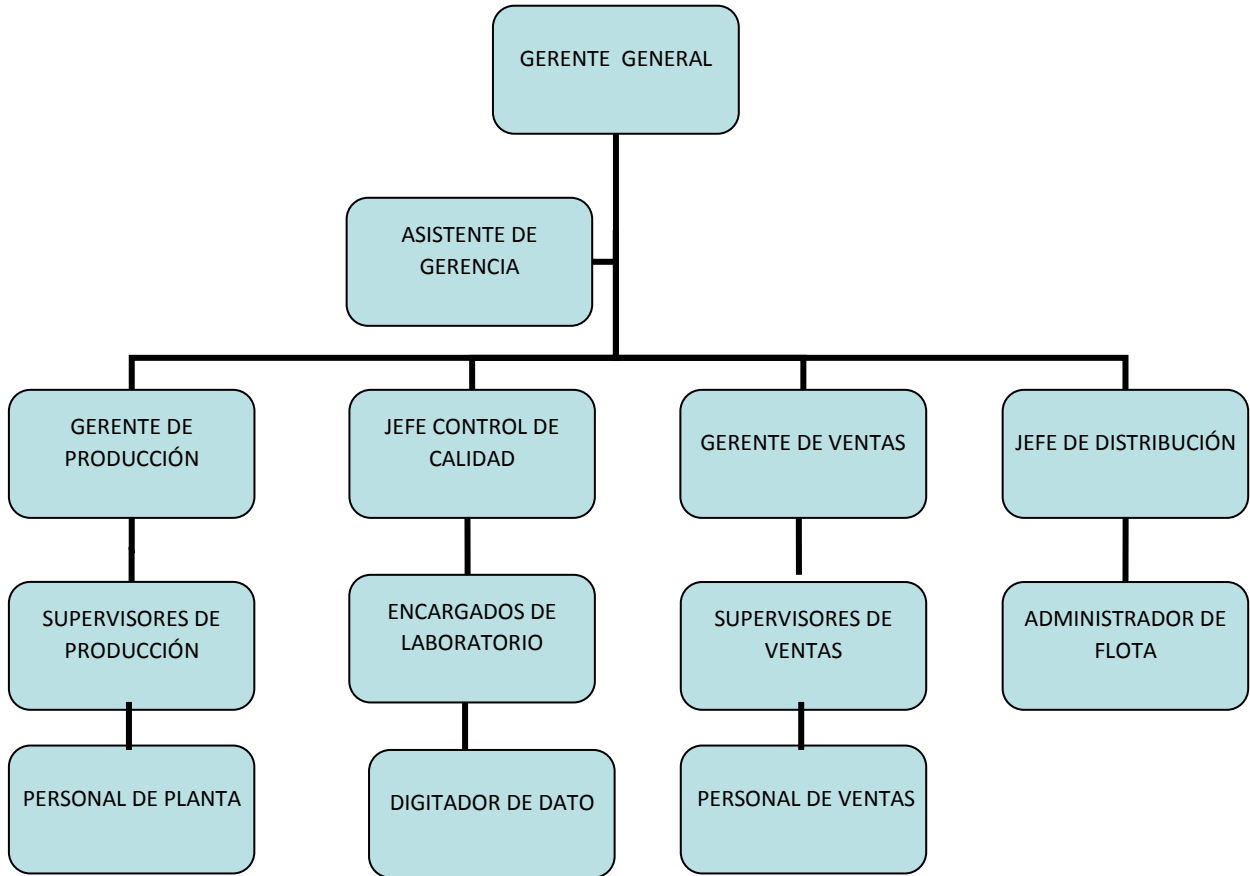 GERENTE GENERAL
ASISTENTE DE
GERENCIA
GERENTE DE
PRODUCCIÓN
JEFE CONTROL DE
CALIDAD
GERENTE DE VENTAS
JEFE DE DISTRIBUCIÓN
SUPERVISORES DE
PRODUCCIÓN
ENCARGADOS DE
LABORATORIO
SUPERVISORES DE
VENTAS
ADMINISTRADOR DE
FLOTA
PERSONAL DE PLANTA
DIGITADOR DE DATO
PERSONAL DE VENTAS